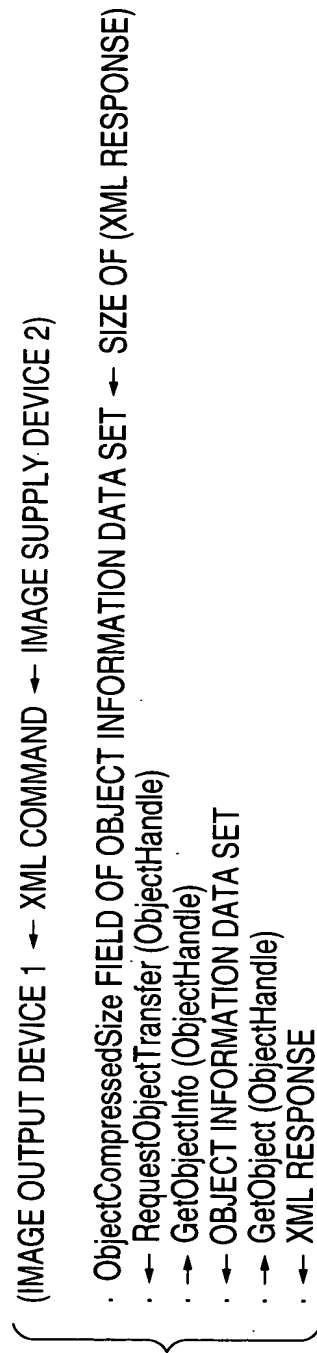 (IMAGE OUTPUT DEVICE 1 ← XML COMMAND ← IMAGE SUPPLY DEVICE 2)
· ObjectCompressedSize FIELD OF OBJECT INFORMATION DATA SET ← SIZE OF (XML RESPONSE)
· ← RequestObjectTransfer (ObjectHandle)
· → GetObjectInfo (ObjectHandle)
· ← OBJECT INFORMATION DATA SET
· → GetObject (ObjectHandle)
· ← XML RESPONSE